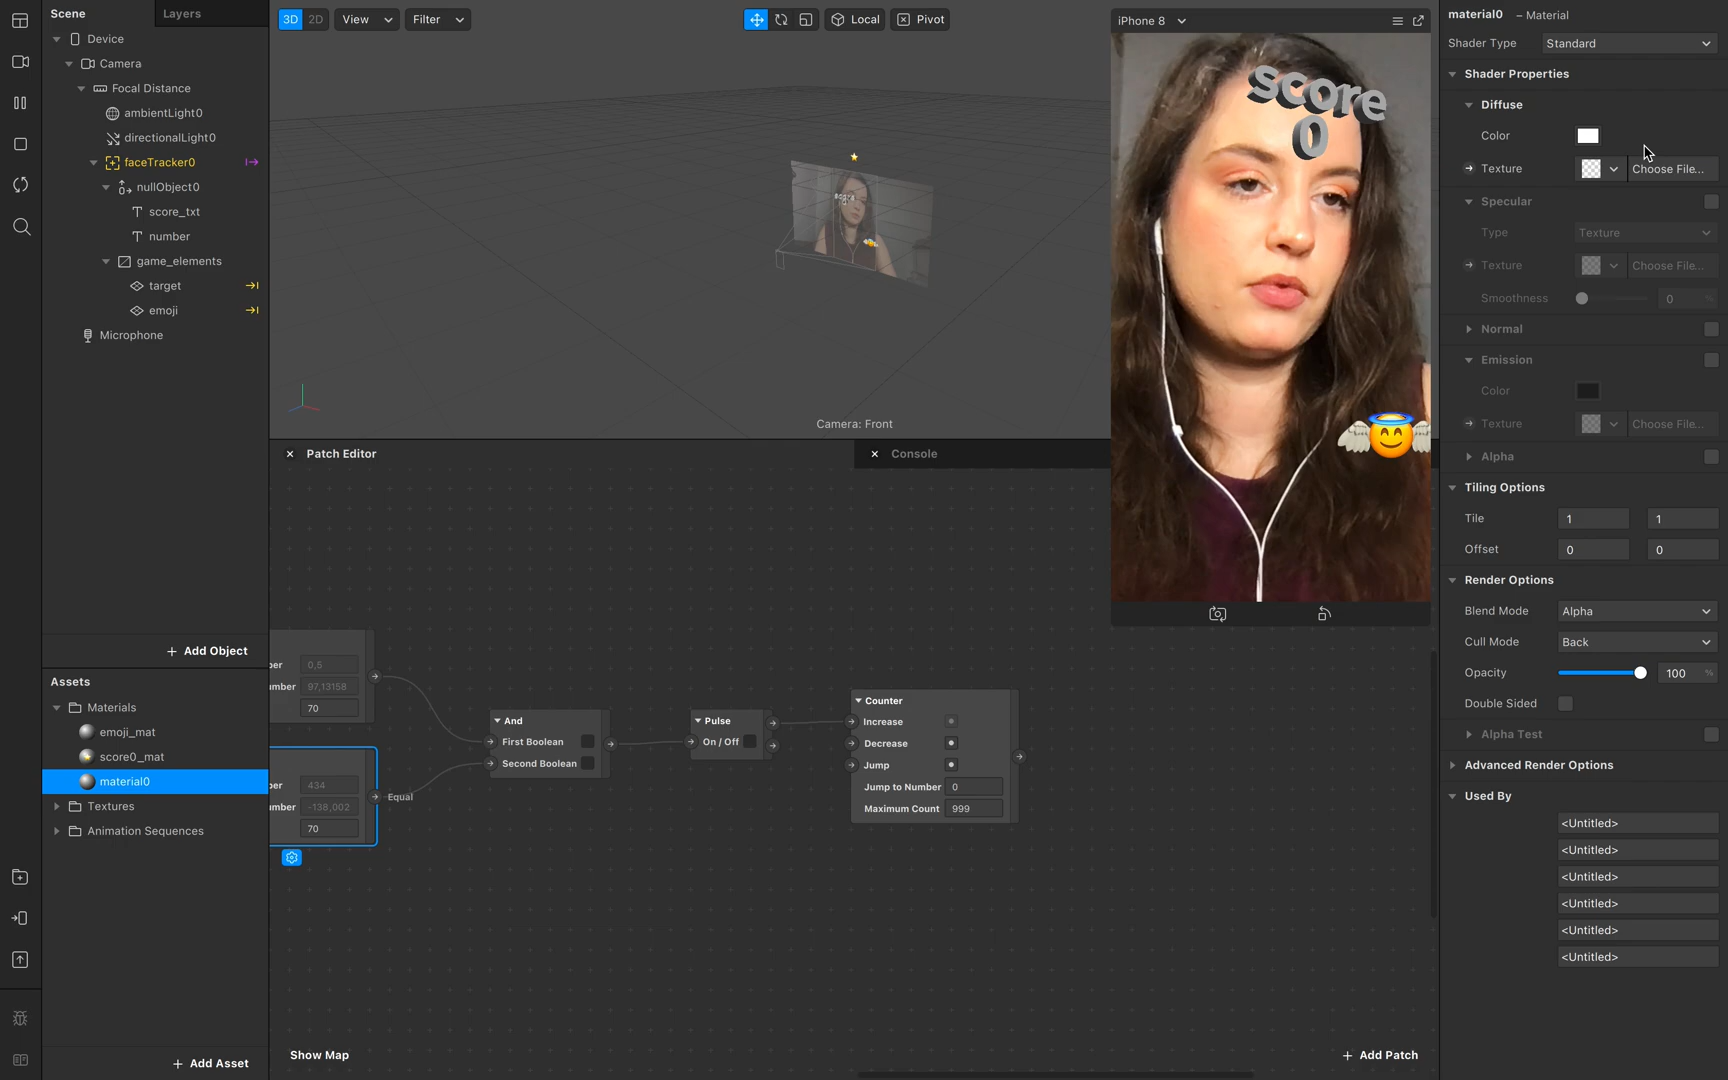 Scene
Layers
Device
Camera
Focal Distance
ambientLight0
directionalLight0
faceTracker0
nullObject0
score_txt
number
game_elements
target
emoji
Microphone
+ Add Object
Assets
Materials
emoji_mat
score0_mat
material0
Textures
Animation Sequences
+ Add Asset
3D 2D View Filter
Local Pivot
Camera: Front
iPhone 8
score
0
Patch Editor
Console
ber 0,5
umber 97,13158
70
ber 434
umber -138,002
70
Equal
And
First Boolean
Second Boolean
Pulse
On / Off
Counter
Increase
Decrease
Jump
Jump to Number 0
Maximum Count 999
Show Map
+ Add Patch
material0 – Material
Shader Type Standard
Shader Properties
Diffuse
Color
Texture Choose File...
Specular
Type Texture
Texture Choose File...
Smoothness 0 %
Normal
Emission
Color
Texture Choose File...
Alpha
Tiling Options
Tile 1 1
Offset 0 0
Render Options
Blend Mode Alpha
Cull Mode Back
Opacity 100 %
Double Sided
Alpha Test
Advanced Render Options
Used By
<Untitled>
<Untitled>
<Untitled>
<Untitled>
<Untitled>
<Untitled>